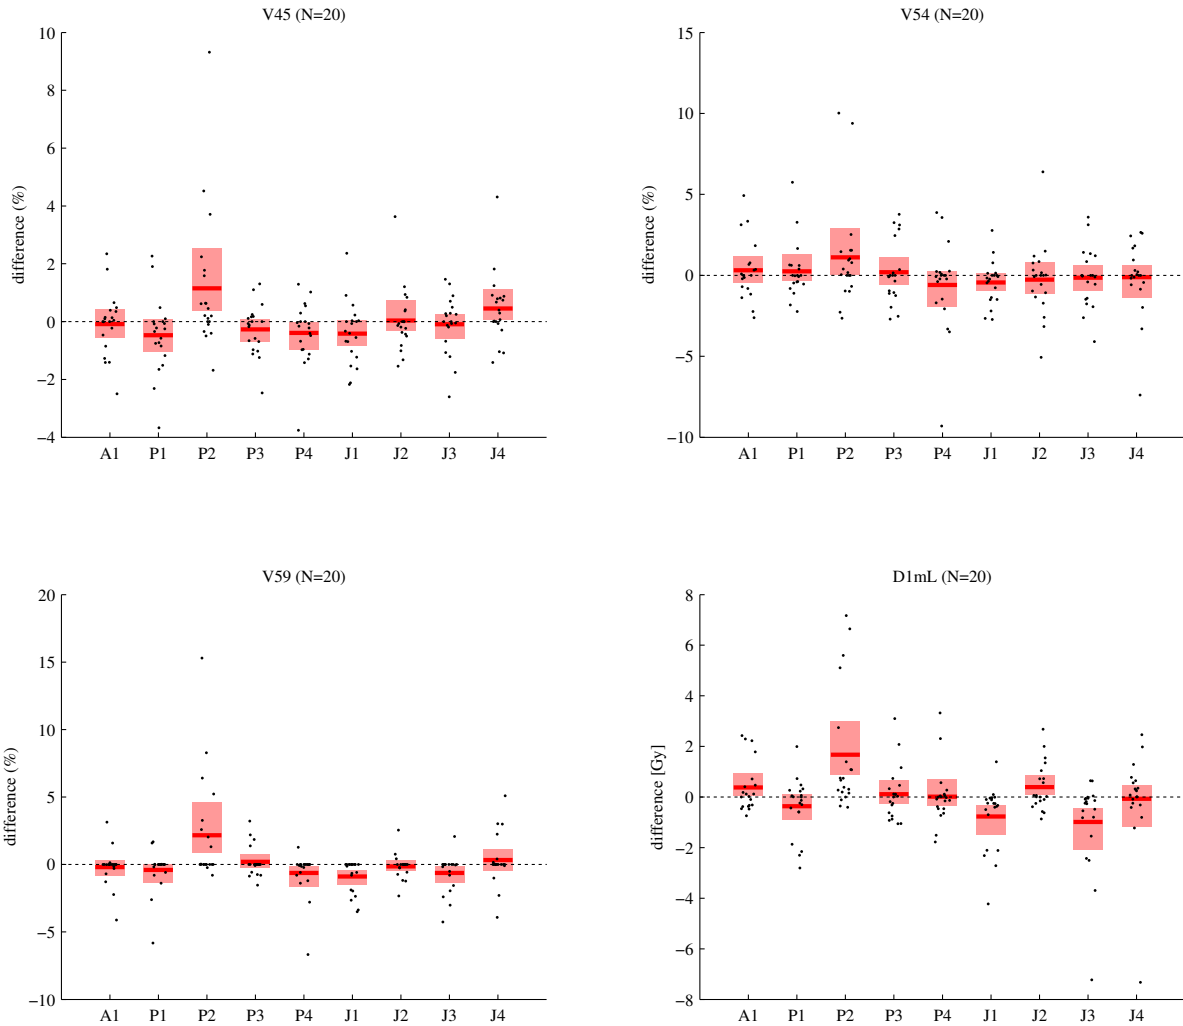 V45 (N=20)
difference (%)
10
8
6
4
2
0
−2
−4
A1 P1 P2 P3 P4 J1 J2 J3 J4
V54 (N=20)
difference (%)
15
10
5
0
−5
−10
A1 P1 P2 P3 P4 J1 J2 J3 J4
V59 (N=20)
difference (%)
20
15
10
5
0
−5
−10
A1 P1 P2 P3 P4 J1 J2 J3 J4
D1mL (N=20)
difference [Gy]
8
6
4
2
0
−2
−4
−6
−8
A1 P1 P2 P3 P4 J1 J2 J3 J4